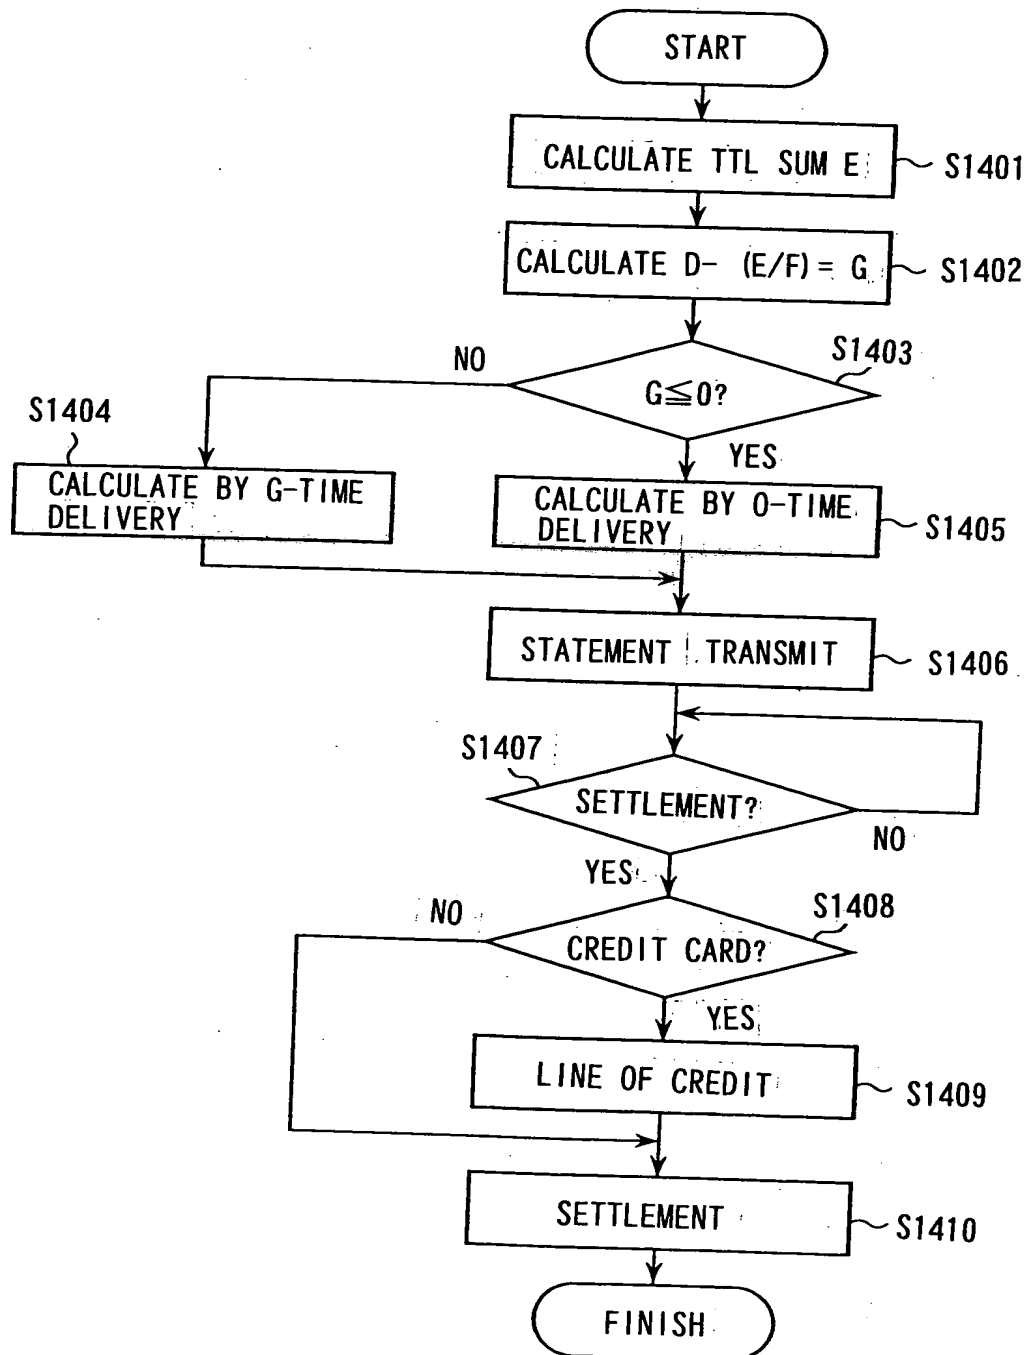 START
CALCULATE TTL SUM E
S1401
CALCULATE D- (E/F) = G
S1402
S1403
NO
G≦0?
S1404
YES
CALCULATE BY G-TIME
DELIVERY
CALCULATE BY 0-TIME
DELIVERY
S1405
STATEMENT TRANSMIT
S1406
S1407
SETTLEMENT?
NO
YES
NO
S1408
CREDIT CARD?
YES
LINE OF CREDIT
S1409
SETTLEMENT
S1410
FINISH